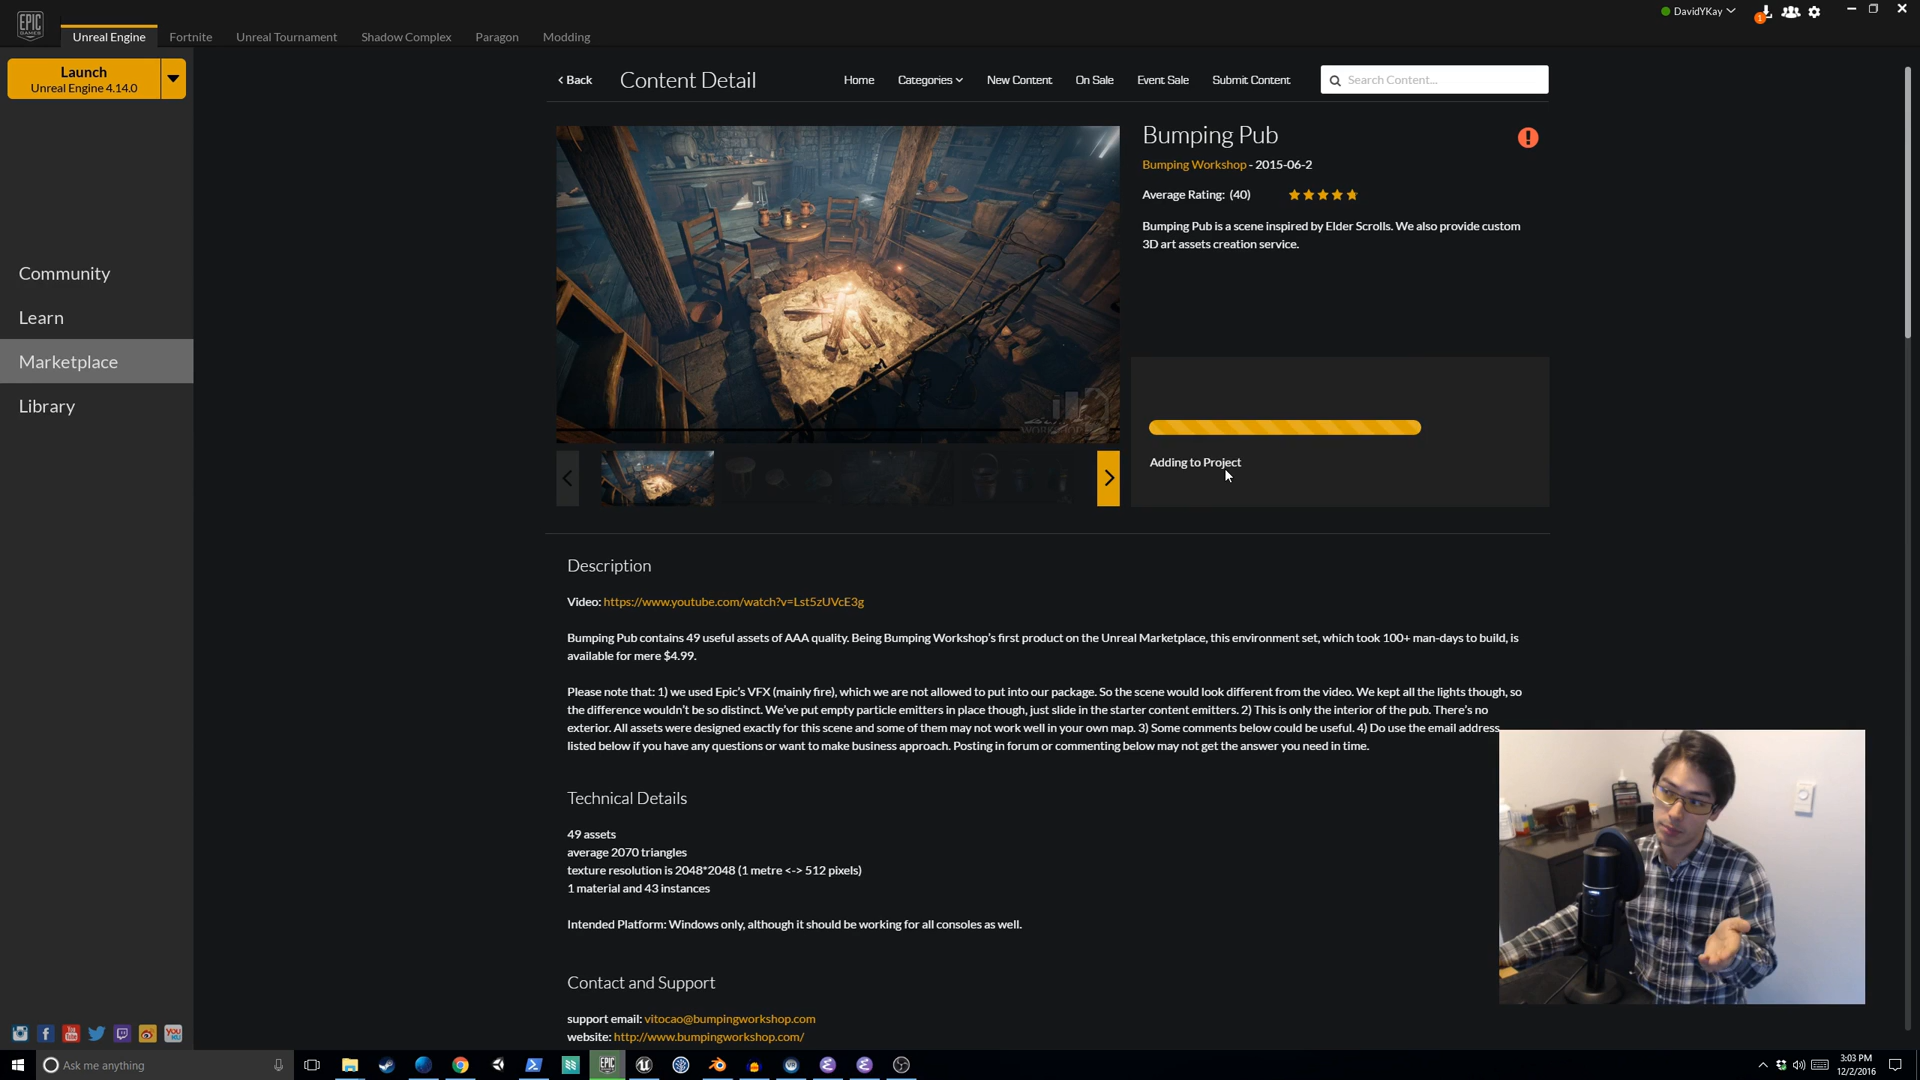 EPIC
GAMES
Unreal Engine
Fortnite
Unreal Tournament
Shadow Complex
Paragon
Modding
DavidYKay
1
Launch
Unreal Engine 4.14.0
Community
Learn
Marketplace
Library
Back
Content Detail
Home
Categories
New Content
On Sale
Event Sale
Submit Content
Search Content...
Bumping Pub
Bumping Workshop - 2015-06-2
Average Rating: (40)
Bumping Pub is a scene inspired by Elder Scrolls. We also provide custom
3D art assets creation service.
Adding to Project
Description
Video: https://www.youtube.com/watch?v=Lst5zUVcE3g
Bumping Pub contains 49 useful assets of AAA quality. Being Bumping Workshop's first product on the Unreal Marketplace, this environment set, which took 100+ man-days to build, is
available for mere $4.99.
Please note that: 1) we used Epic's VFX (mainly fire), which we are not allowed to put into our package. So the scene would look different from the video. We kept all the lights though, so
the difference wouldn't be so distinct. We've put empty particle emitters in place though, just slide in the starter content emitters. 2) This is only the interior of the pub. There's no
exterior. All assets were designed exactly for this scene and some of them may not work well in your own map. 3) Some comments below could be useful. 4) Do use the email address
listed below if you have any questions or want to make business approach. Posting in forum or commenting below may not get the answer you need in time.
Technical Details
49 assets
average 2070 triangles
texture resolution is 2048*2048 (1 metre <-> 512 pixels)
1 material and 43 instances
Intended Platform: Windows only, although it should be working for all consoles as well.
Contact and Support
support email: vitocao@bumpingworkshop.com
website: http://www.bumpingworkshop.com/
Ask me anything
EPIC
3:03 PM
12/2/2016